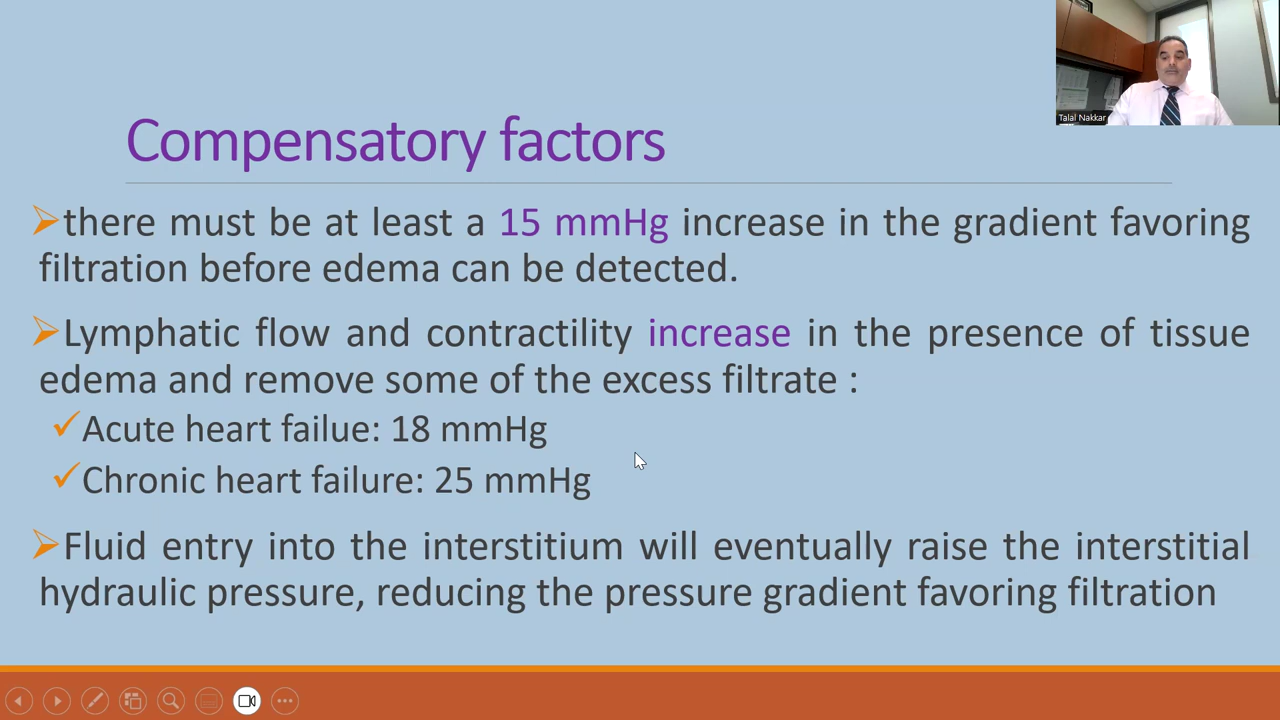 Talal Nakkar
Compensatory factors
there must be at least a 15 mmHg increase in the gradient favoring
filtration before edema can be detected.
Lymphatic flow and contractility increase in the presence of tissue
edema and remove some of the excess filtrate :
Acute heart failue: 18 mmHg
Chronic heart failure: 25 mmHg
Fluid entry into the interstitium will eventually raise the interstitial
hydraulic pressure, reducing the pressure gradient favoring filtration